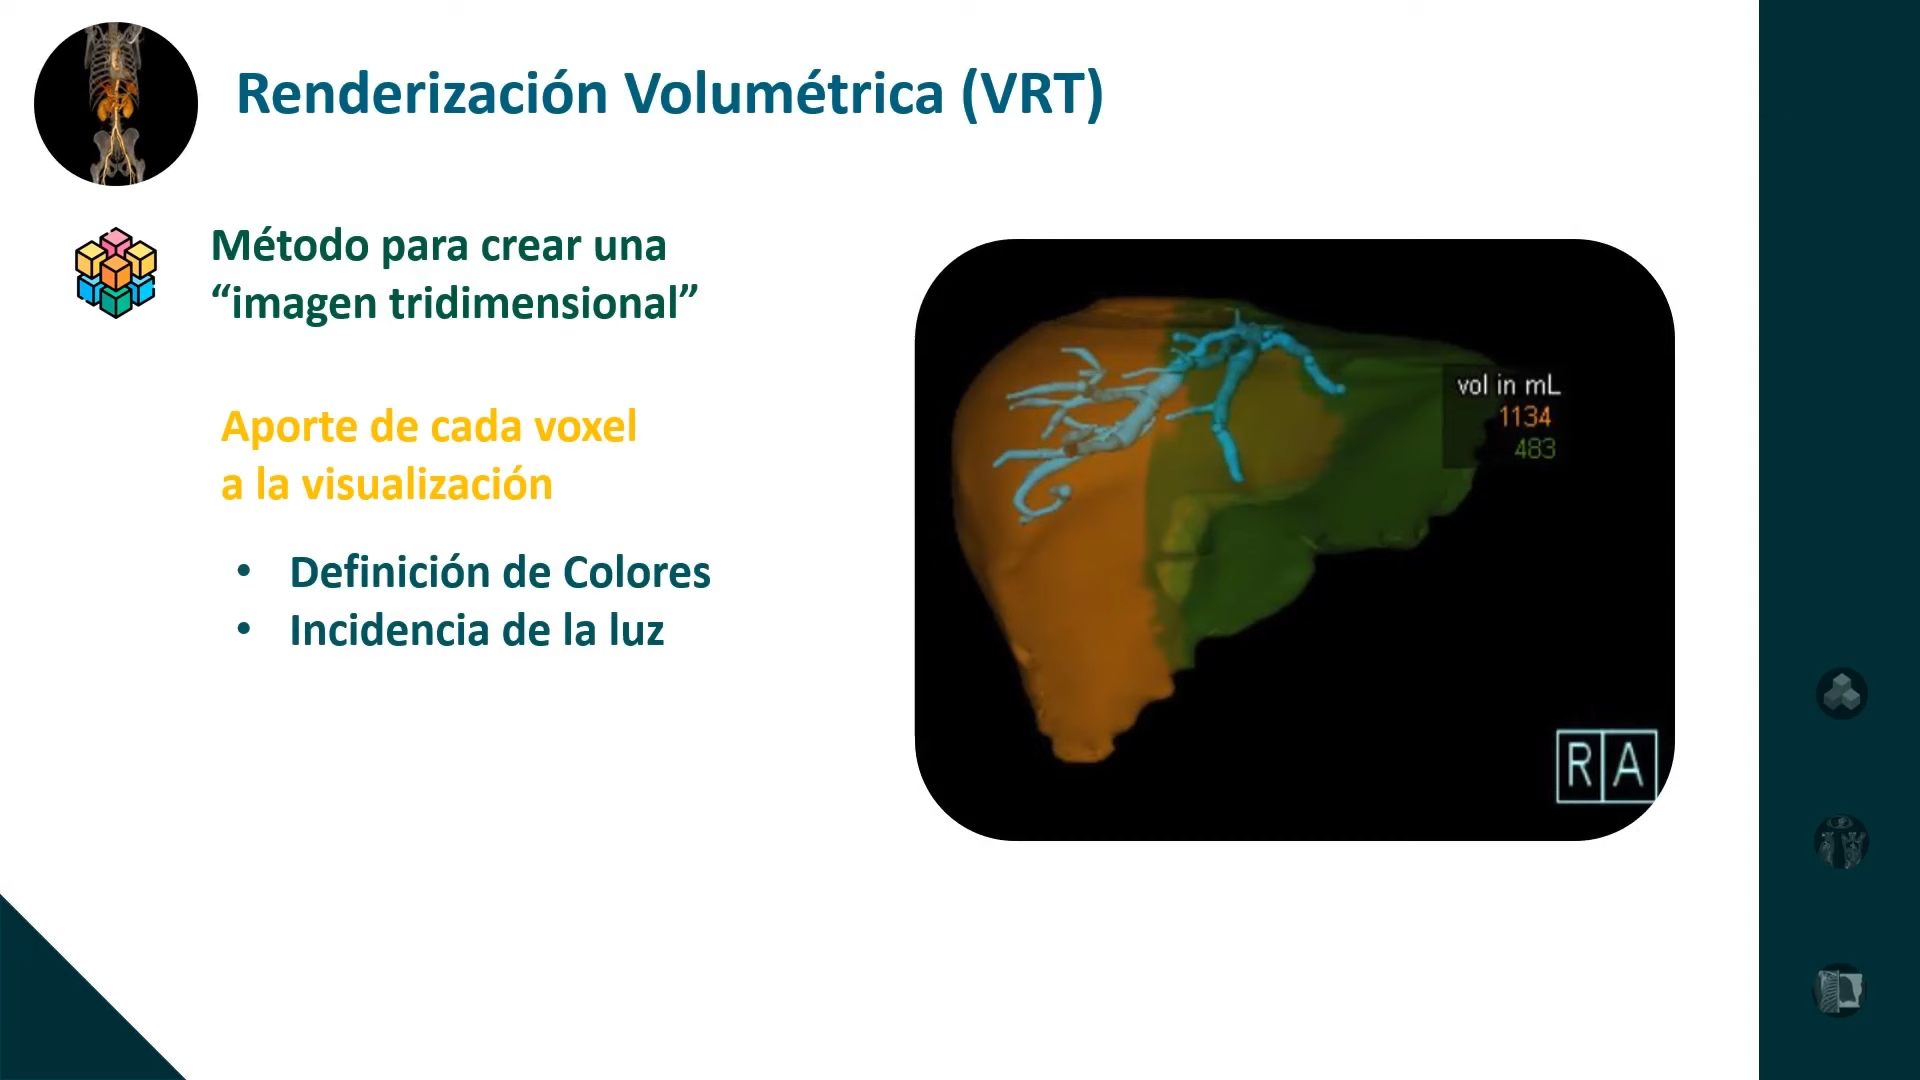 Renderización Volumétrica (VRT)
Método para crear una
“imagen tridimensional”
Aporte de cada voxel
a la visualización
• Definición de Colores
• Incidencia de la luz
vol in mL
1134
483
R A